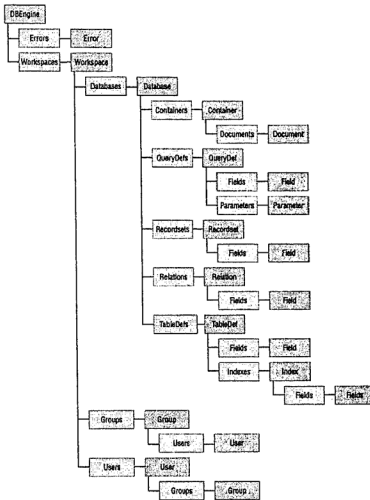 DBEngine
Errors Error
Workspaces Workspace
Databases Database
Containers Container
Documents Document
QueryDefs QueryDef
Fields Field
Parameters Parameter
Recordsets Recordset
Fields Field
Relations Relation
Fields Field
TableDefs TableDef
Fields Field
Indexes Index
Fields Fields
Groups Group
Users User
Users User
Groups Group